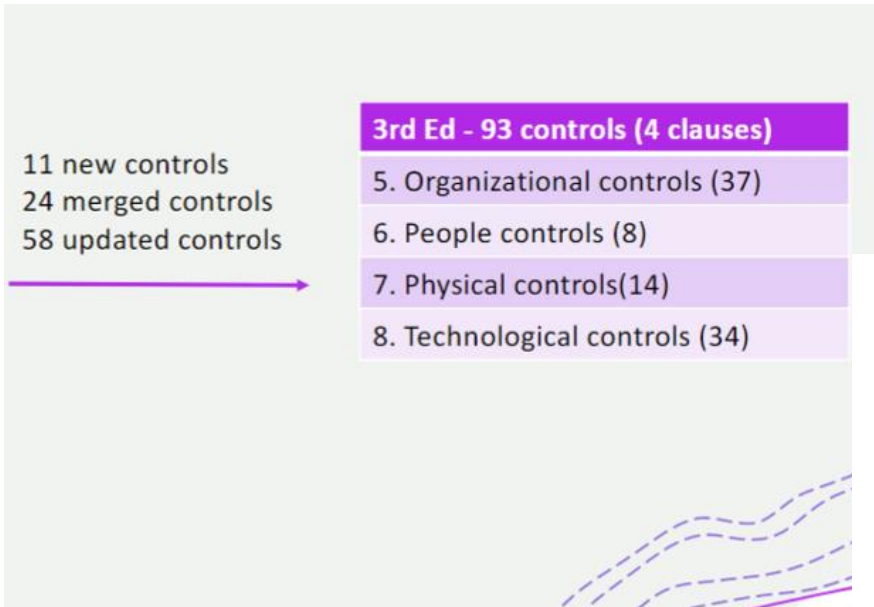 11 new controls
24 merged controls
58 updated controls
3rd Ed - 93 controls (4 clauses)
5. Organizational controls (37)
6. People controls (8)
7. Physical controls(14)
8. Technological controls (34)